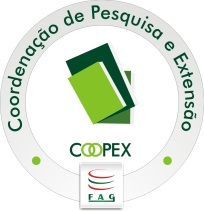 Coordenação de Pesquisa e Extensão
COOPEX
FAG